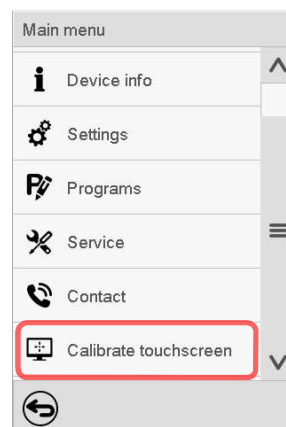 Main menu
Device info
Settings
Programs
Service
Contact
Calibrate touchscreen